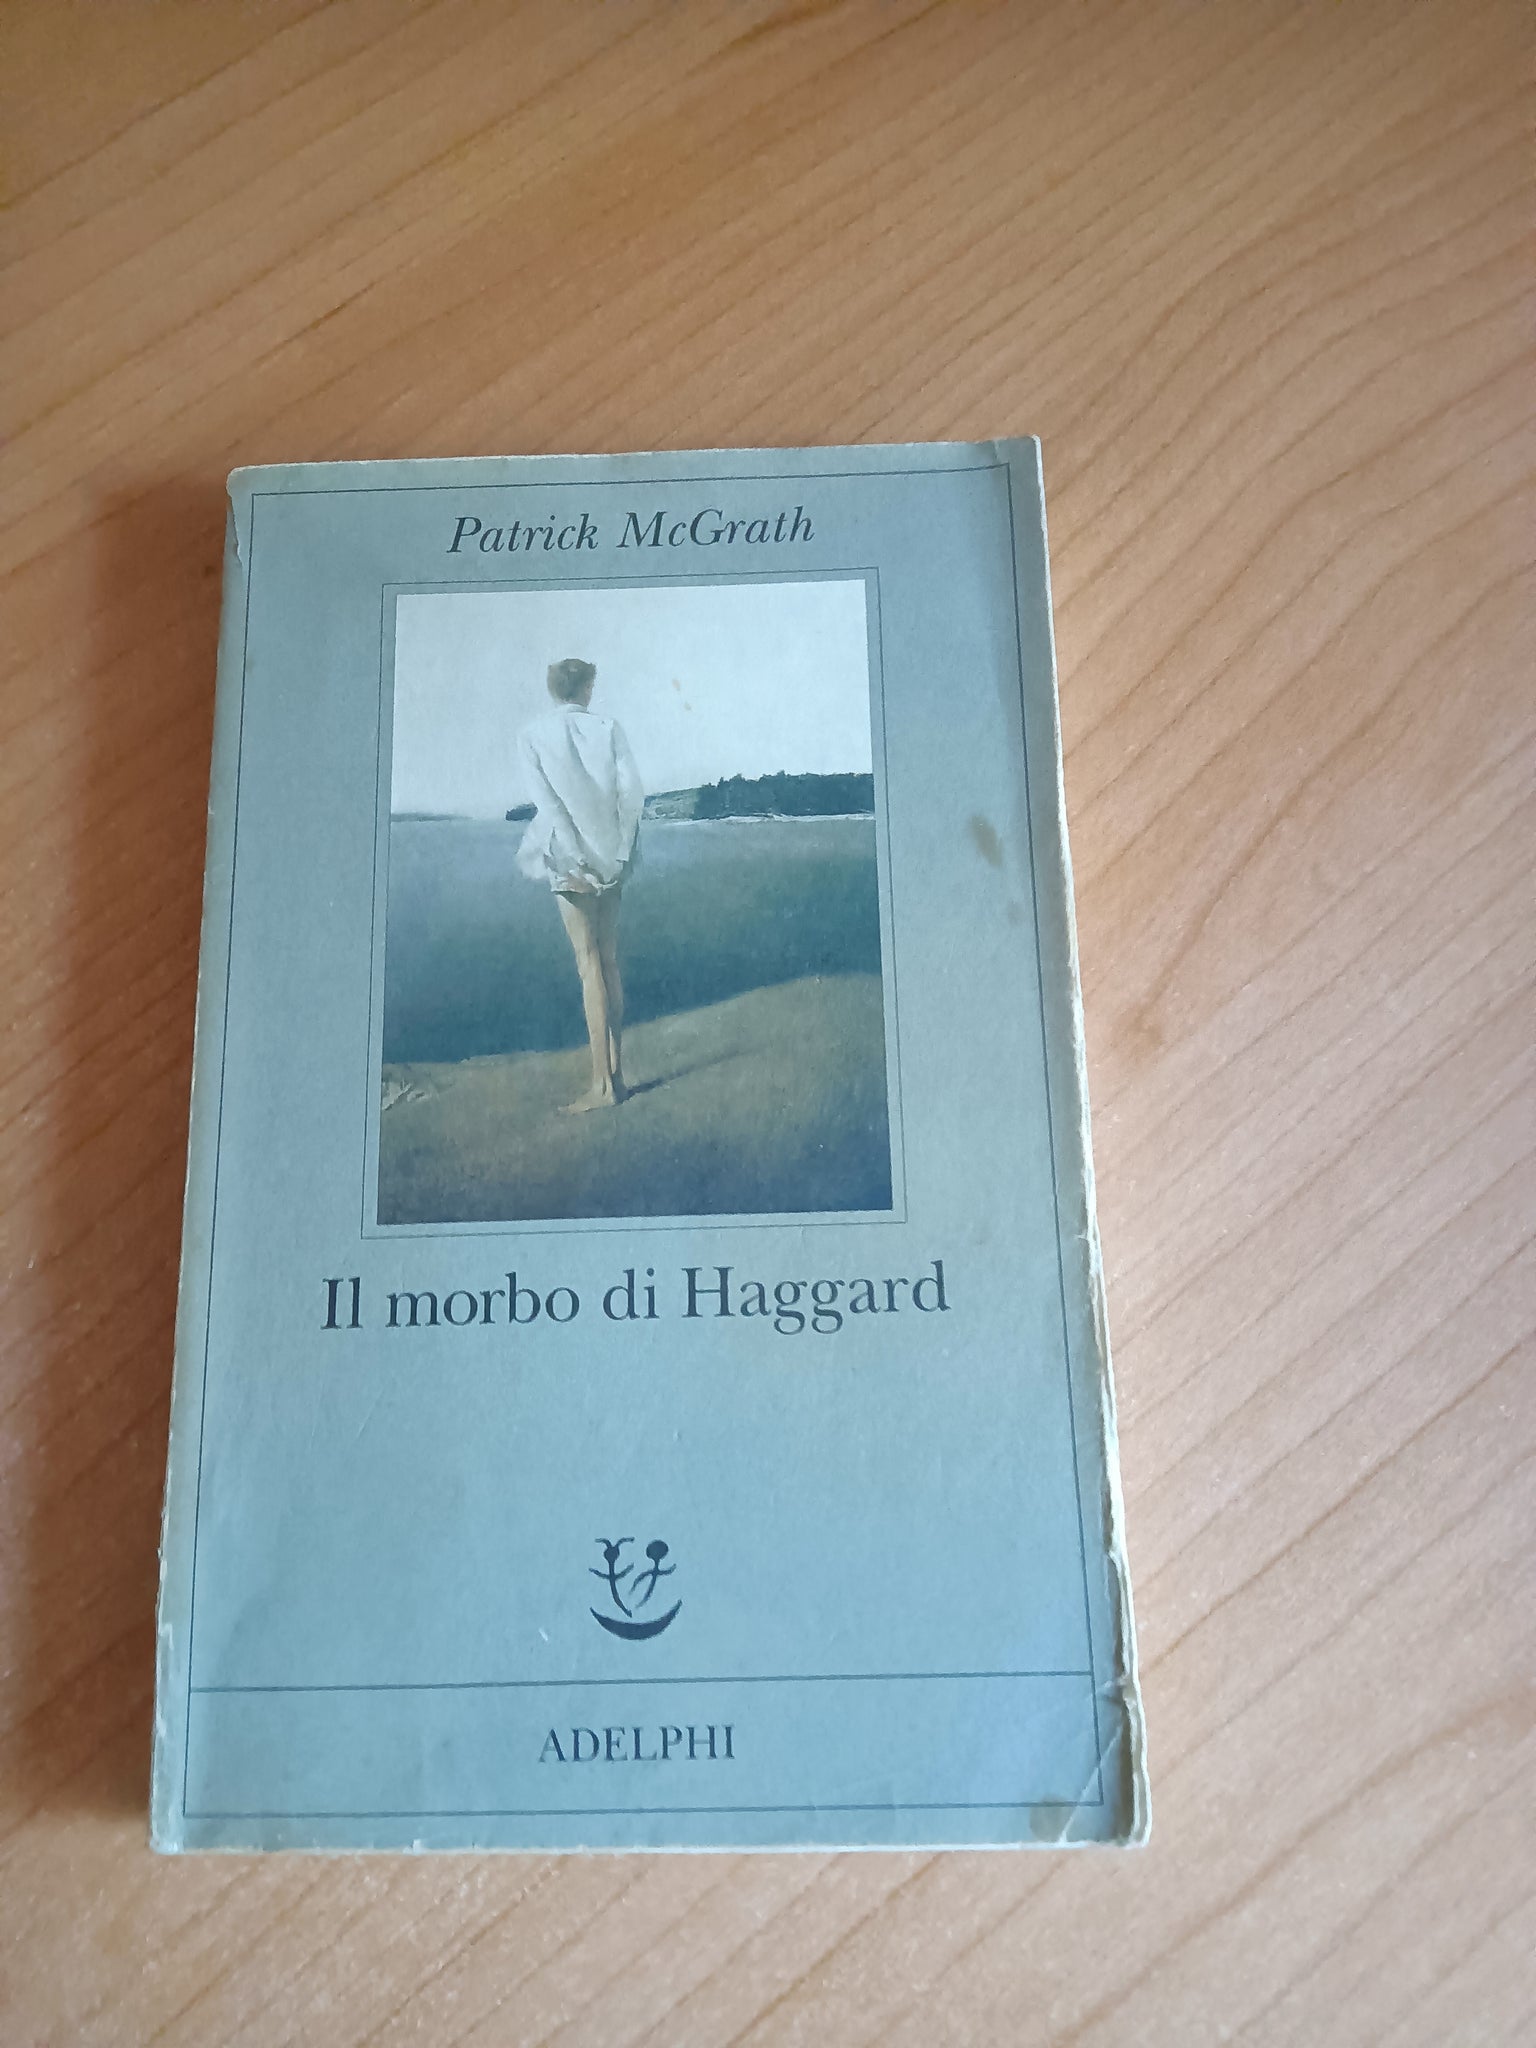 Patrick McGrath
Il morbo di Haggard
ADELPHI